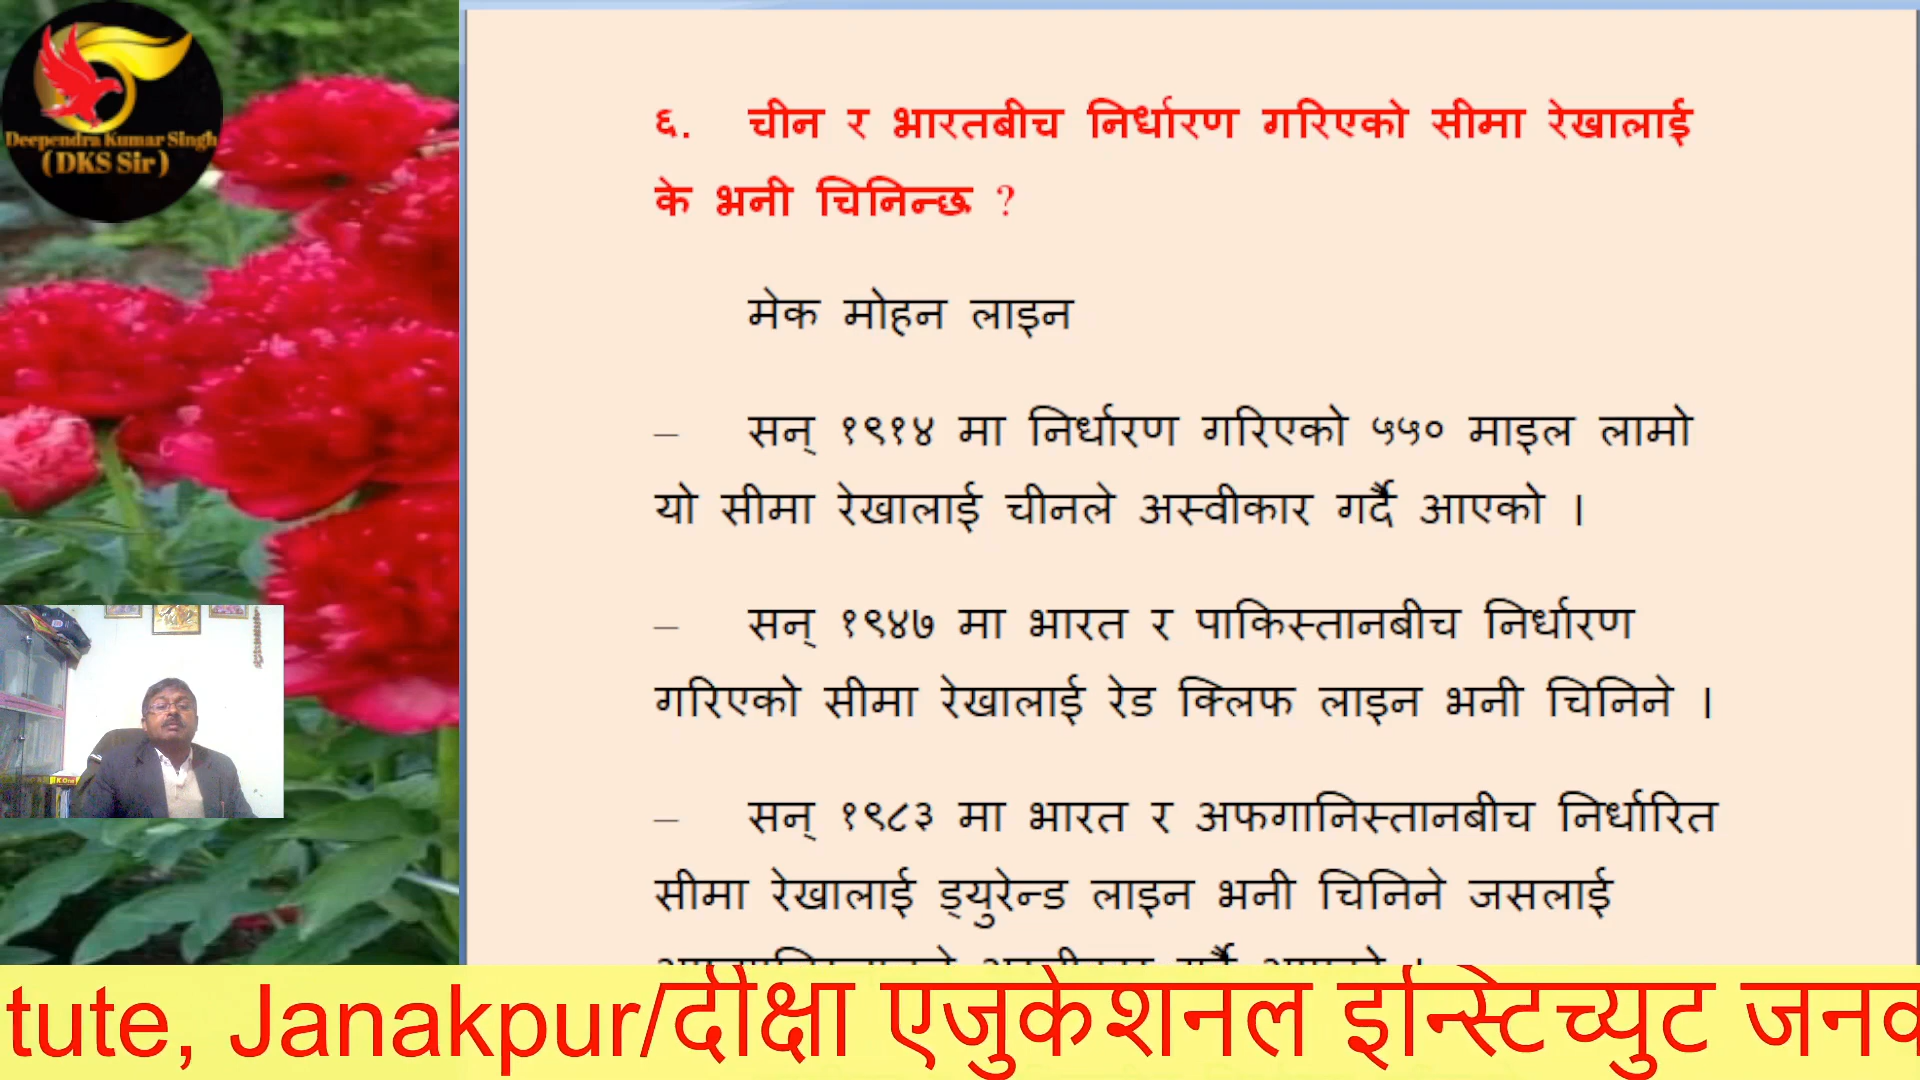 Deependra Kumar Singh
(DKS Sir)
६. चीन र भारतबीच निर्धारण गरिएको सीमा रेखालाई
के भनी चिनिन्छ ?
मेक मोहन लाइन
– सन् १९१४ मा निर्धारण गरिएको ५५० माइल लामो
यो सीमा रेखालाई चीनले अस्वीकार गर्दै आएको ।
– सन् १९४७ मा भारत र पाकिस्तानबीच निर्धारण
गरिएको सीमा रेखालाई रेड क्लिफ लाइन भनी चिनिने ।
– सन् १९८३ मा भारत र अफगानिस्तानबीच निर्धारित
सीमा रेखालाई ड्युरेन्ड लाइन भनी चिनिने जसलाई
tute, Janakpur/दीक्षा एजुकेशनल इन्स्टिच्युट जनक